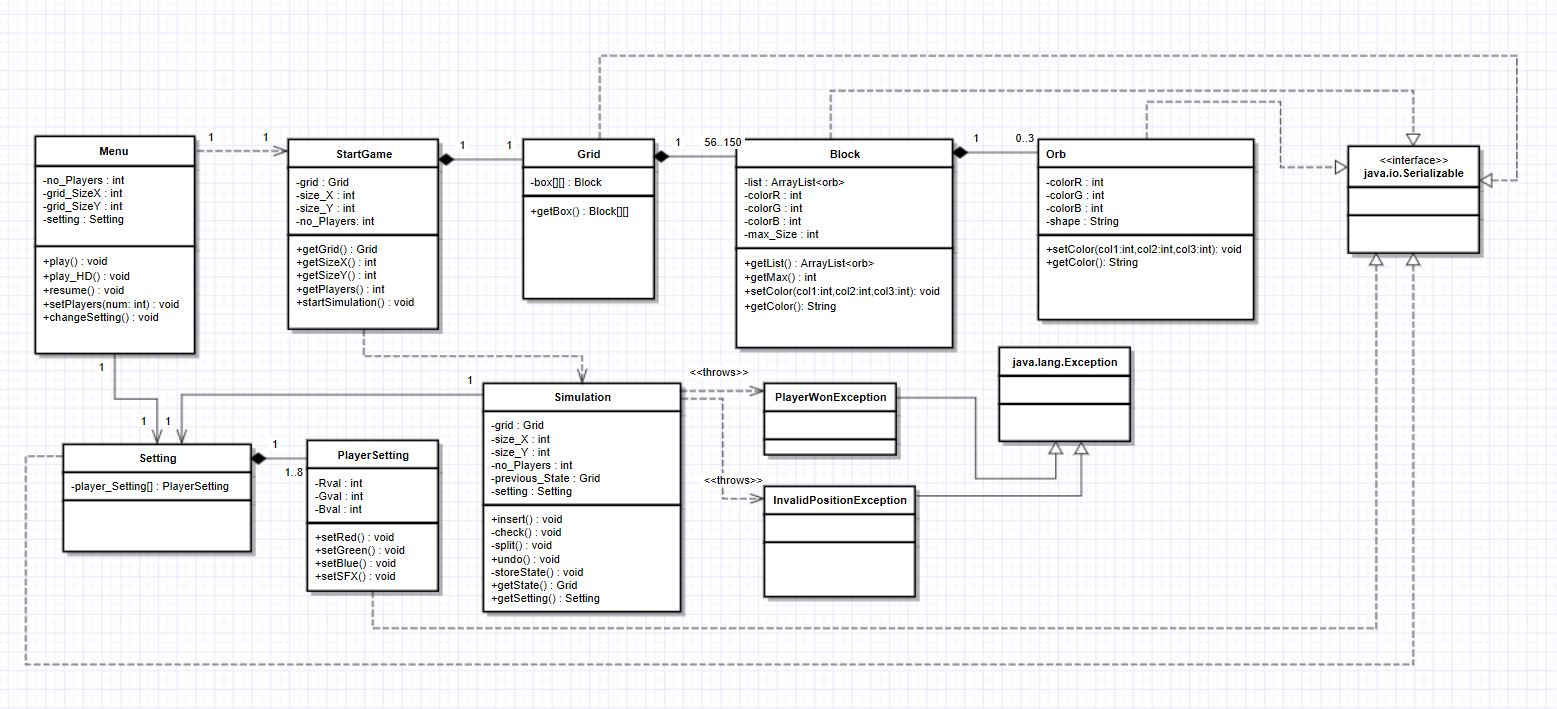 Menu
-no_Players : int
-grid_SizeX : int
-grid_SizeY : int
-setting : Setting
+play() : void
+play_HD() : void
+resume() : void
+setPlayers(num: int) : void
+changeSetting() : void
1
1
StartGame
-grid : Grid
-size_X : int
-size_Y : int
-no_Players: int
+getGrid() : Grid
+getSizeX() : int
+getSizeY() : int
+getPlayers() : int
+startSimulation() : void
1
1
Grid
-box[][] : Block
+getBox() : Block[][]
1
56..150
Block
-list : ArrayList<orb>
-colorR : int
-colorG : int
-colorB : int
-max_Size : int
+getList() : ArrayList<orb>
+getMax() : int
+setColor(col1:int,col2:int,col3:int): void
+getColor(): String
1
0..3
Orb
-colorR : int
-colorG : int
-colorB : int
-shape : String
+setColor(col1:int,col2:int,col3:int): void
+getColor(): String
<<interface>>
java.io.Serializable
1
1
1
1
Setting
-player_Setting[] : PlayerSetting
1
1..8
PlayerSetting
-Rval : int
-Gval : int
-Bval : int
+setRed() : void
+setGreen() : void
+setBlue() : void
+setSFX() : void
Simulation
-grid : Grid
-size_X : int
-size_Y : int
-no_Players : int
-previous_State : Grid
-setting : Setting
+insert() : void
-check() : void
-split() : void
+undo() : void
-storeState() : void
+getState() : Grid
+getSetting() : Setting
<<throws>>
PlayerWonException
<<throws>>
InvalidPositionException
java.lang.Exception